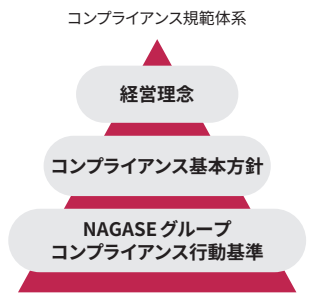 コンプライアンス規範体系
経営理念
コンプライアンス基本方針
NAGASE グループ
コンプライアンス行動基準